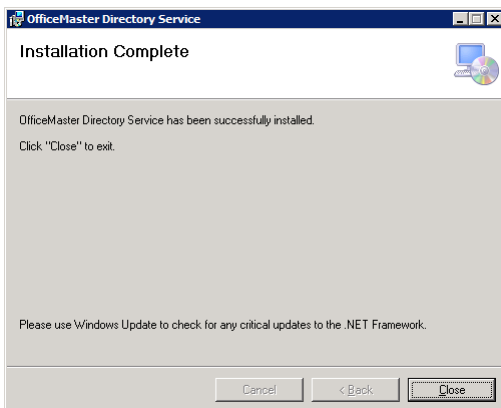 OfficeMaster Directory Service
Installation Complete
OfficeMaster Directory Service has been successfully installed.
Click "Close" to exit.
Please use Windows Update to check for any critical updates to the .NET Framework.
Cancel < Back Close